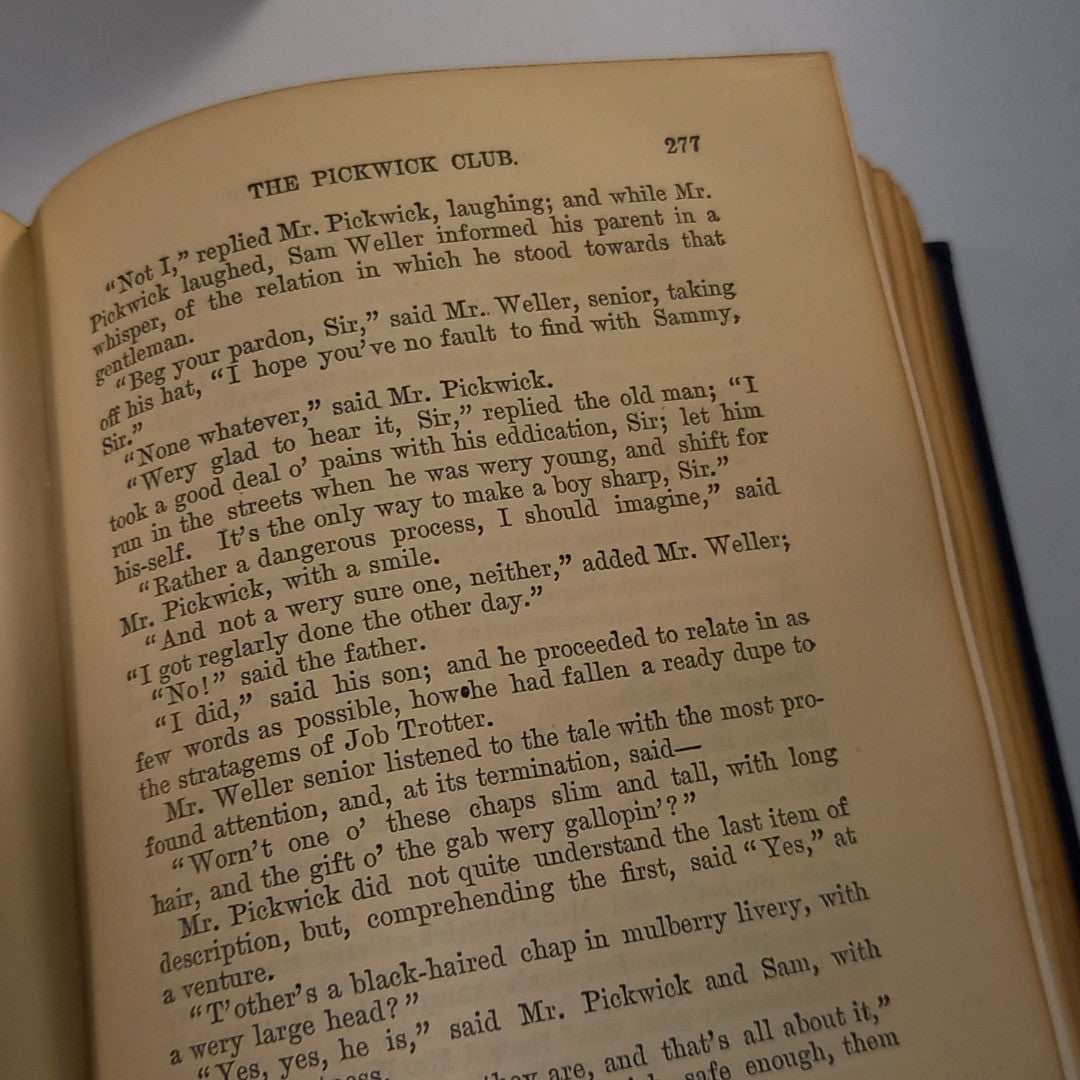 THE PICKWICK CLUB. 277
“Not I,” replied Mr. Pickwick, laughing; and while Mr.
Pickwick laughed, Sam Weller informed his parent in a
whisper, of the relation in which he stood towards that
gentleman.
“Beg your pardon, Sir,” said Mr. Weller, senior, taking
off his hat, “I hope you’ve no fault to find with Sammy,
Sir.”
“None whatever,” said Mr. Pickwick.
“Wery glad to hear it, Sir,” replied the old man; “I
took a good deal o’ pains with his eddication, Sir; let him
run in the streets when he was wery young, and shift for
his-self. It’s the only way to make a boy sharp, Sir.”
“Rather a dangerous process, I should imagine,” said
Mr. Pickwick, with a smile.
“And not a wery sure one, neither,” added Mr. Weller;
“I got reglarly done the other day.”
“No!” said the father.
“I did,” said his son; and he proceeded to relate in as
few words as possible, how he had fallen a ready dupe to
the stratagems of Job Trotter.
Mr. Weller senior listened to the tale with the most pro-
found attention, and, at its termination, said—
“Worn’t one o’ these chaps slim and tall, with long
hair, and the gift o’ the gab wery gallopin’?”
Mr. Pickwick did not quite understand the last item of
description, but, comprehending the first, said “Yes,” at
a venture.
“T’other’s a black-haired chap in mulberry livery, with
a wery large head?”
“Yes, yes, he is,” said Mr. Pickwick and Sam, with
are, and that’s all about it,”
safe enough, them